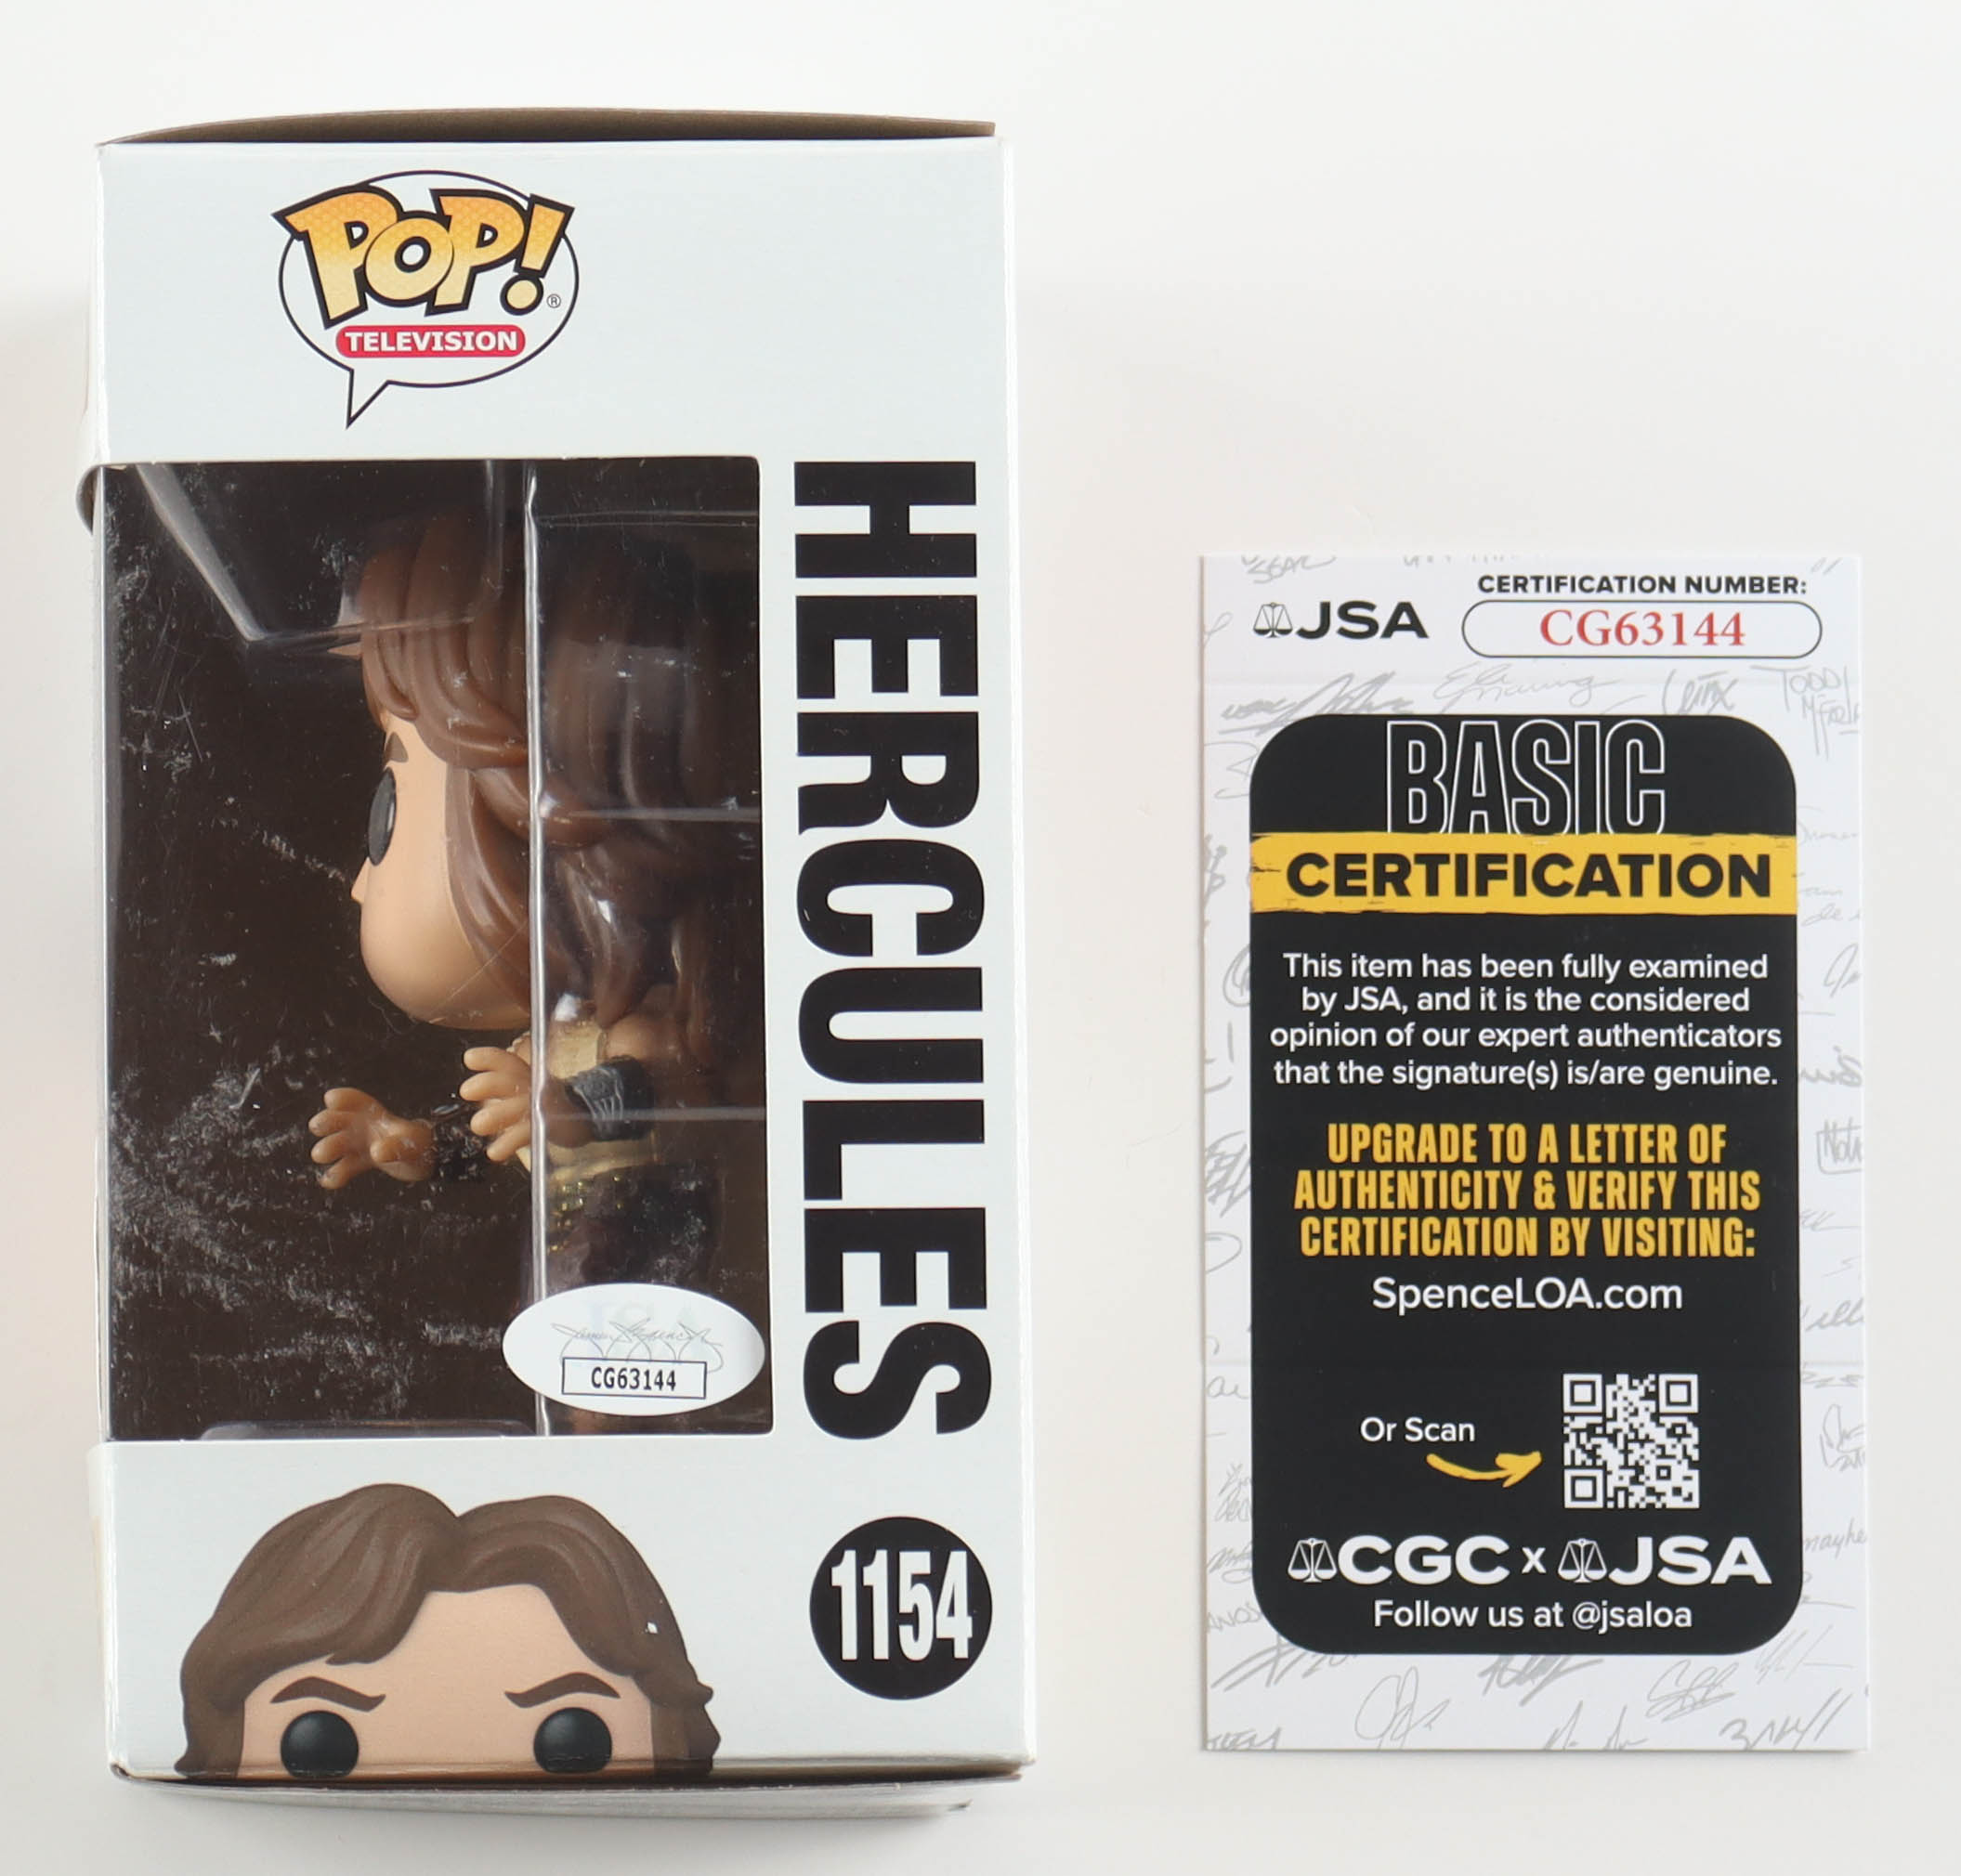 POP!
®
TELEVISION
HERCULES
CG63144
1154
JSA
CERTIFICATION NUMBER:
CG63144
BASIC
CERTIFICATION
This item has been fully examined
by JSA, and it is the considered
opinion of our expert authenticators
that the signature(s) is/are genuine.
UPGRADE TO A LETTER OF
AUTHENTICITY & VERIFY THIS
CERTIFICATION BY VISITING:
SpenceLOA.com
Or Scan
CGC x JSA
Follow us at @jsaloa